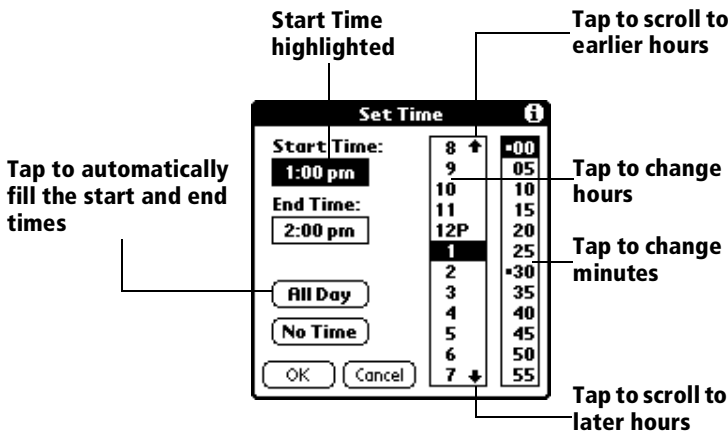 Start Time
highlighted
Tap to scroll to
earlier hours
Set Time
Start Time:
1:00 pm
End Time:
2:00 pm
All Day
No Time
OK
Cancel
8
9
10
11
12P
1
2
3
4
5
6
7
00
05
10
15
20
25
30
35
40
45
50
55
Tap to automatically
fill the start and end
times
Tap to change
hours
Tap to change
minutes
Tap to scroll to
later hours